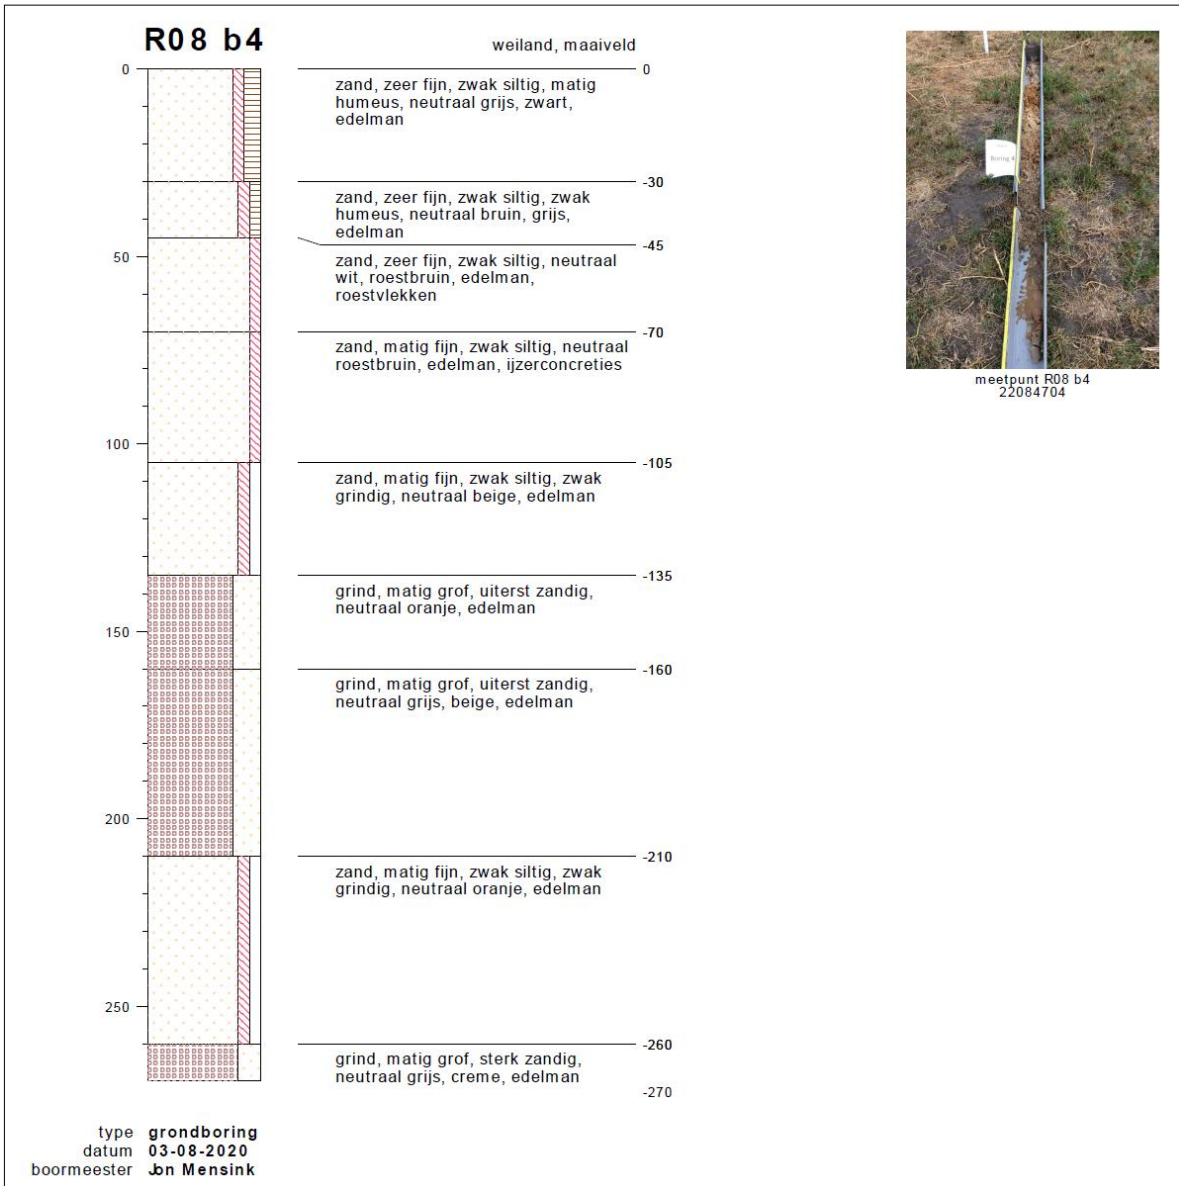 R08 b4
weiland, maaiveld
0
0
zand, zeer fijn, zwak siltig, matig
humeus, neutraal grijs, zwart,
edelman
-30
zand, zeer fijn, zwak siltig, zwak
humeus, neutraal bruin, grijs,
edelman
-45
50
zand, zeer fijn, zwak siltig, neutraal
wit, roestbruin, edelman,
roestvlekken
-70
zand, matig fijn, zwak siltig, neutraal
roestbruin, edelman, ijzerconcreties
100
-105
zand, matig fijn, zwak siltig, zwak
grindig, neutraal beige, edelman
-135
grind, matig grof, uiterst zandig,
neutraal oranje, edelman
150
-160
grind, matig grof, uiterst zandig,
neutraal grijs, beige, edelman
200
-210
zand, matig fijn, zwak siltig, zwak
grindig, neutraal oranje, edelman
250
-260
grind, matig grof, sterk zandig,
neutraal grijs, creme, edelman
-270
type grondboring
datum 03-08-2020
boormeester Jon Mensink
Boring 4
meetpunt R08 b4
22084704